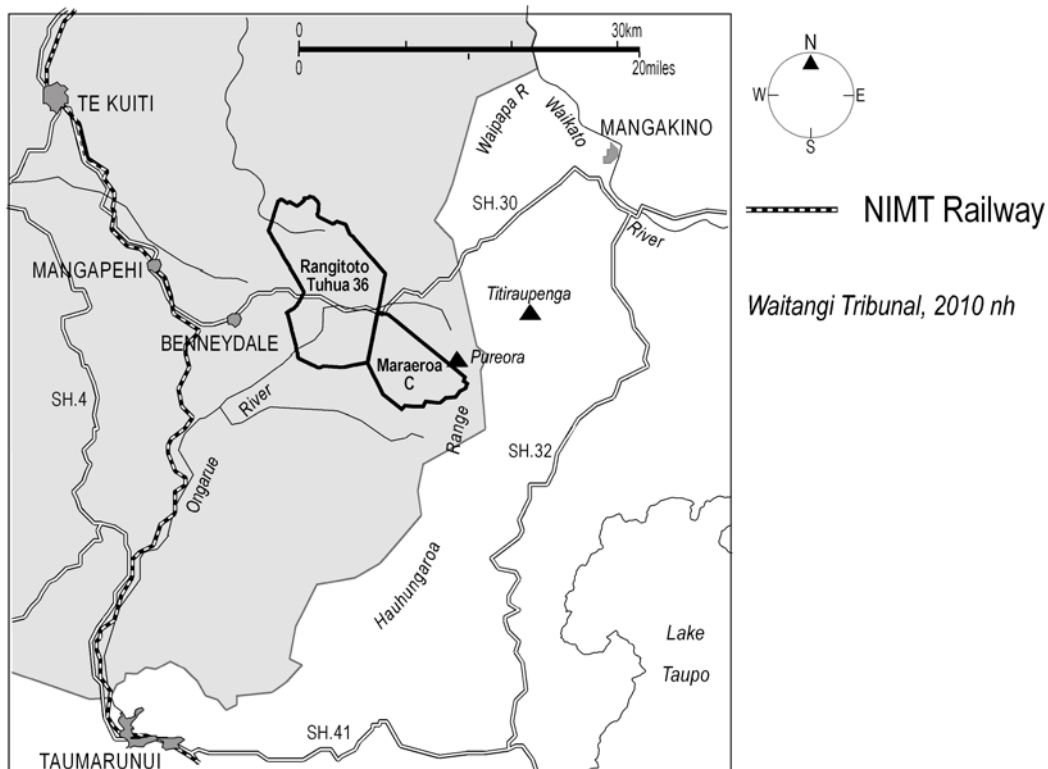 0
30km
0
20miles
N
W
E
S
TE KUITI
Waipapa R
Waikato
MANGAKINO
NIMT Railway
SH.30
River
Rangitoto
Tuhua 36
MANGAPEHI
Titiraupenga
Waitangi Tribunal, 2010 nh
BENNEYDALE
Pureora
Maraeroa
C
SH.4
River
Range
SH.32
Ongarue
Hauhungaroa
Lake
Taupo
SH.41
TAUMARUNUI